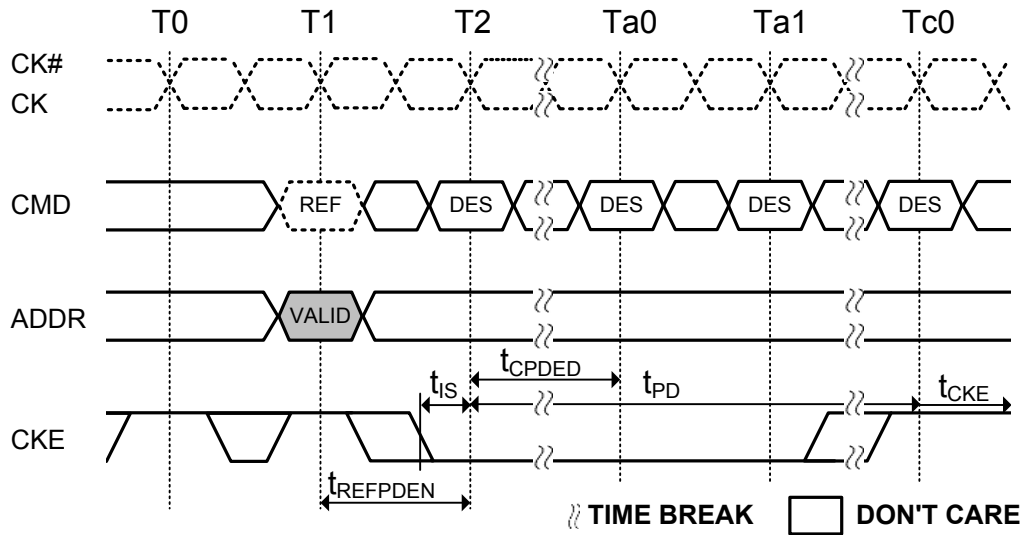 T0 T1 T2 Ta0 Ta1 Tc0
CK#
CK
CMD REF DES DES DES DES
ADDR VALID
tCPDED
tIS tPD tCKE
CKE
tREFPDEN
TIME BREAK DON'T CARE